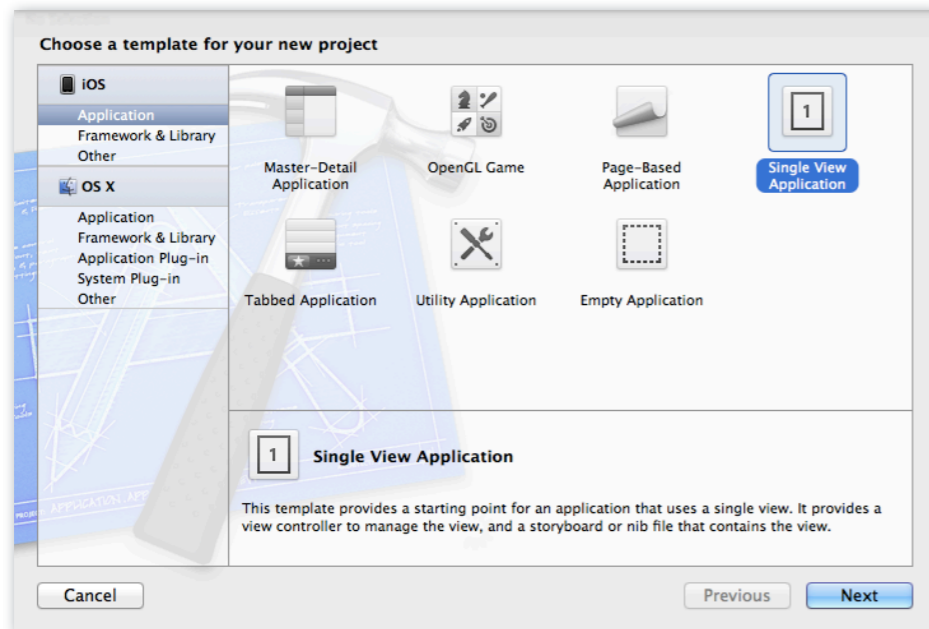 Choose a template for your new project
iOS
Application
Framework & Library
Other
OS X
Application
Framework & Library
Application Plug-in
System Plug-in
Other
Master-Detail
Application
OpenGL Game
Page-Based
Application
1
Single View
Application
Tabbed Application
Utility Application
Empty Application
1
Single View Application
This template provides a starting point for an application that uses a single view. It provides a
view controller to manage the view, and a storyboard or nib file that contains the view.
Cancel
Previous
Next